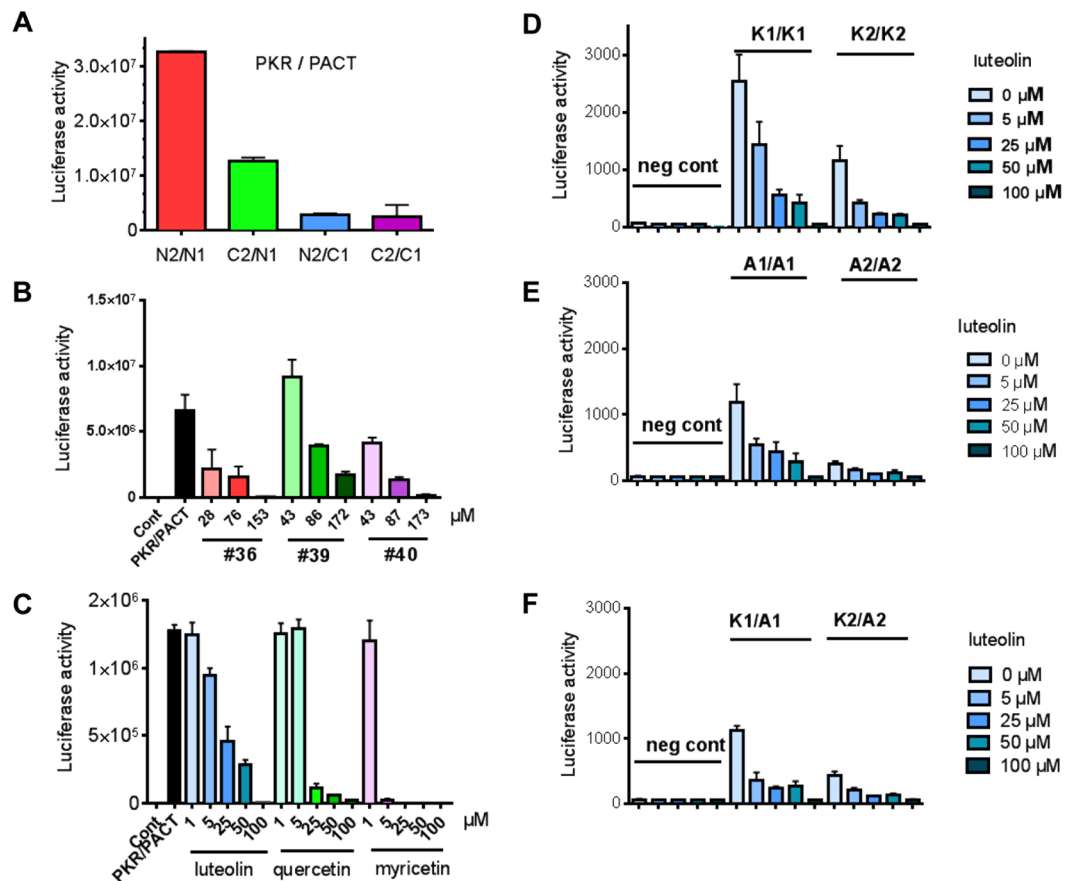 A
Luciferase activity
3.0×10⁷
2.0×10⁷
1.0×10⁷
0
PKR / PACT
N2/N1 C2/N1 N2/C1 C2/C1
B
Luciferase activity
1.5×10⁷
1.0×10⁷
5.0×10⁶
0
Cont PKR/PACT 28 76 153 43 86 172 43 87 173 µM
#36 #39 #40
C
Luciferase activity
2×10⁶
1×10⁶
5×10⁵
0
Cont PKR/PACT 1 5 25 50 100 1 5 25 50 100 1 5 25 50 100 µM
luteolin quercetin myricetin
D
Luciferase activity
3000
2000
1000
0
neg cont
K1/K1 K2/K2
luteolin
0 µM
5 µM
25 µM
50 µM
100 µM
E
Luciferase activity
3000
2000
1000
0
neg cont
A1/A1 A2/A2
luteolin
0 µM
5 µM
25 µM
50 µM
100 µM
F
Luciferase activity
3000
2000
1000
0
neg cont
K1/A1 K2/A2
luteolin
0 µM
5 µM
25 µM
50 µM
100 µM